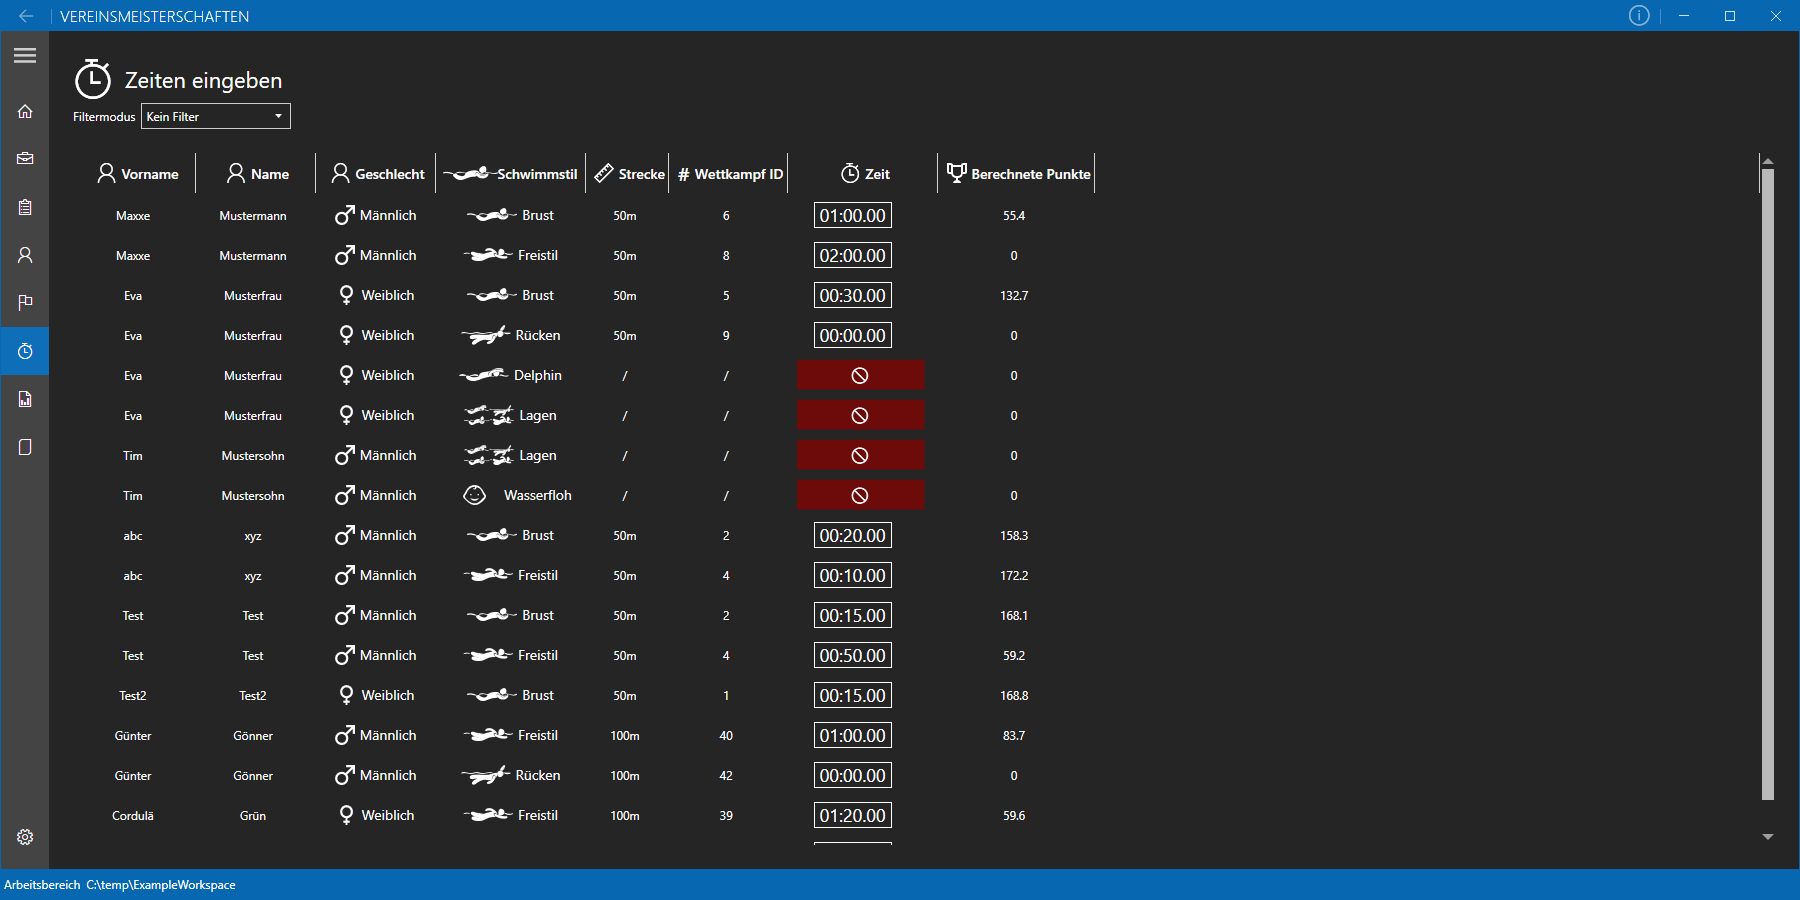 VEREINSMEISTERSCHAFTEN
Zeiten eingeben
Filtermodus Kein Filter
Vorname Name Geschlecht Schwimmstil Strecke # Wettkampf ID Zeit Berechnete Punkte
Maxxe Mustermann Männlich Brust 50m 6 01:00.00 55.4
Maxxe Mustermann Männlich Freistil 50m 8 02:00.00 0
Eva Musterfrau Weiblich Brust 50m 5 00:30.00 132.7
Eva Musterfrau Weiblich Rücken 50m 9 00:00.00 0
Eva Musterfrau Weiblich Delphin / / 0
Eva Musterfrau Weiblich Lagen / / 0
Tim Mustersohn Männlich Lagen / / 0
Tim Mustersohn Männlich Wasserfloh / / 0
abc xyz Männlich Brust 50m 2 00:20.00 158.3
abc xyz Männlich Freistil 50m 4 00:10.00 172.2
Test Test Männlich Brust 50m 2 00:15.00 168.1
Test Test Männlich Freistil 50m 4 00:50.00 59.2
Test2 Test2 Weiblich Brust 50m 1 00:15.00 168.8
Günter Gönner Männlich Freistil 100m 40 01:00.00 83.7
Günter Gönner Männlich Rücken 100m 42 00:00.00 0
Cordulä Grün Weiblich Freistil 100m 39 01:20.00 59.6
Arbeitsbereich C:\temp\ExampleWorkspace